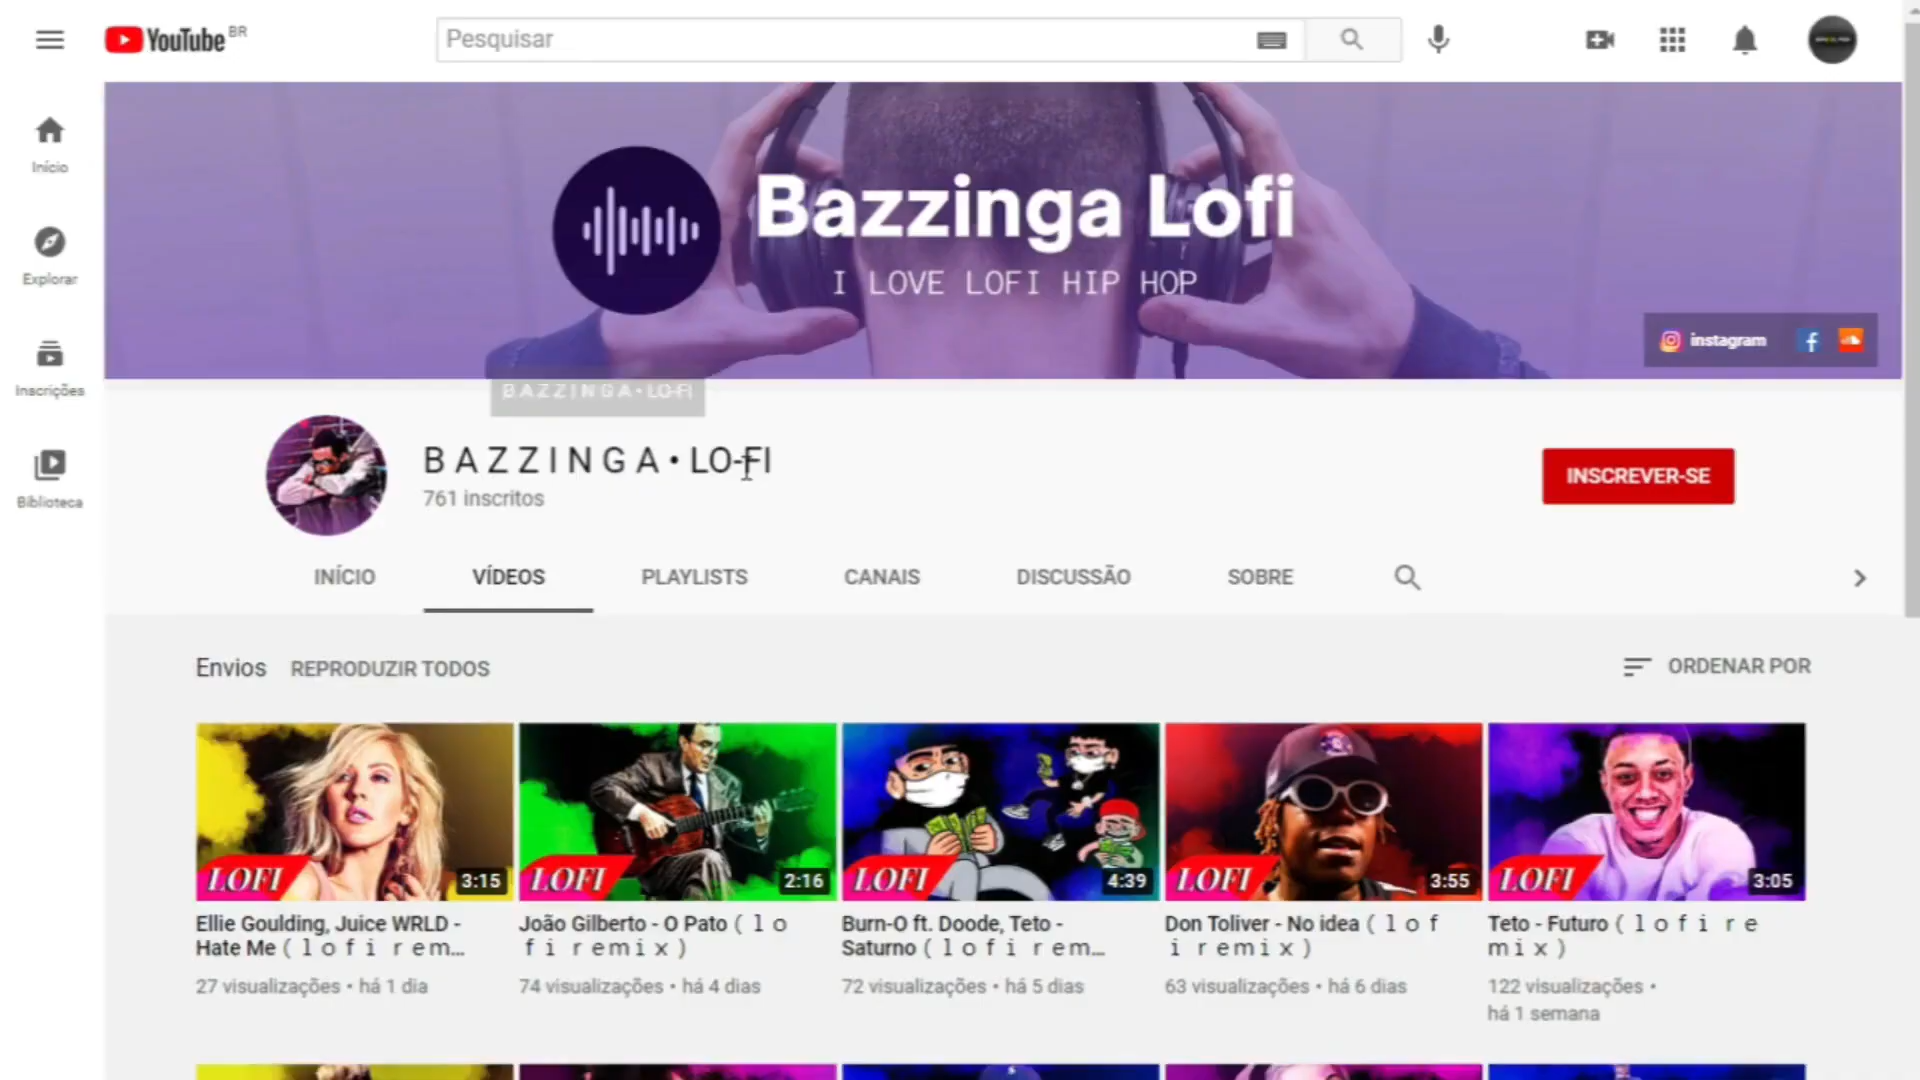 YouTube BR
Pesquisar
Início
Explorar
Inscrições
Biblioteca
Bazzinga Lofi
I LOVE LOFI HIP HOP
instagram
B A Z Z I N G A • LO-FI
B A Z Z I N G A • LO-FI
761 inscritos
INSCREVER-SE
INÍCIO VÍDEOS PLAYLISTS CANAIS DISCUSSÃO SOBRE
Envios REPRODUZIR TODOS
ORDENAR POR
LOFI 3:15
LOFI 2:16
LOFI 4:39
LOFI 3:55
LOFI 3:05
Ellie Goulding, Juice WRLD -
Hate Me ( l o f i r e m...
27 visualizações • há 1 dia
João Gilberto - O Pato ( l o
f i r e m i x )
74 visualizações • há 4 dias
Burn-O ft. Doode, Teto -
Saturno ( l o f i r e m...
72 visualizações • há 5 dias
Don Toliver - No idea ( l o f
i r e m i x )
63 visualizações • há 6 dias
Teto - Futuro ( l o f i r e
m i x )
122 visualizações •
há 1 semana